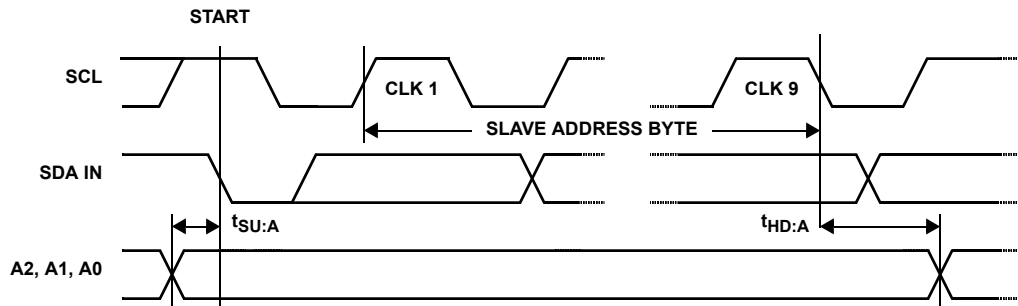 START
SCL
CLK 1
CLK 9
SLAVE ADDRESS BYTE
SDA IN
tSU:A
tHD:A
A2, A1, A0